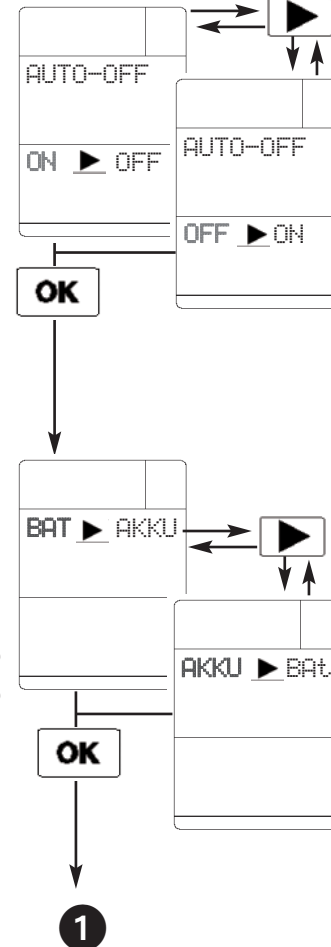 AUTO-OFF
ON ▶ OFF
AUTO-OFF
OFF ▶ ON
OK
BAT ▶ AKKU
AKKU ▶ BAt.
OK
1